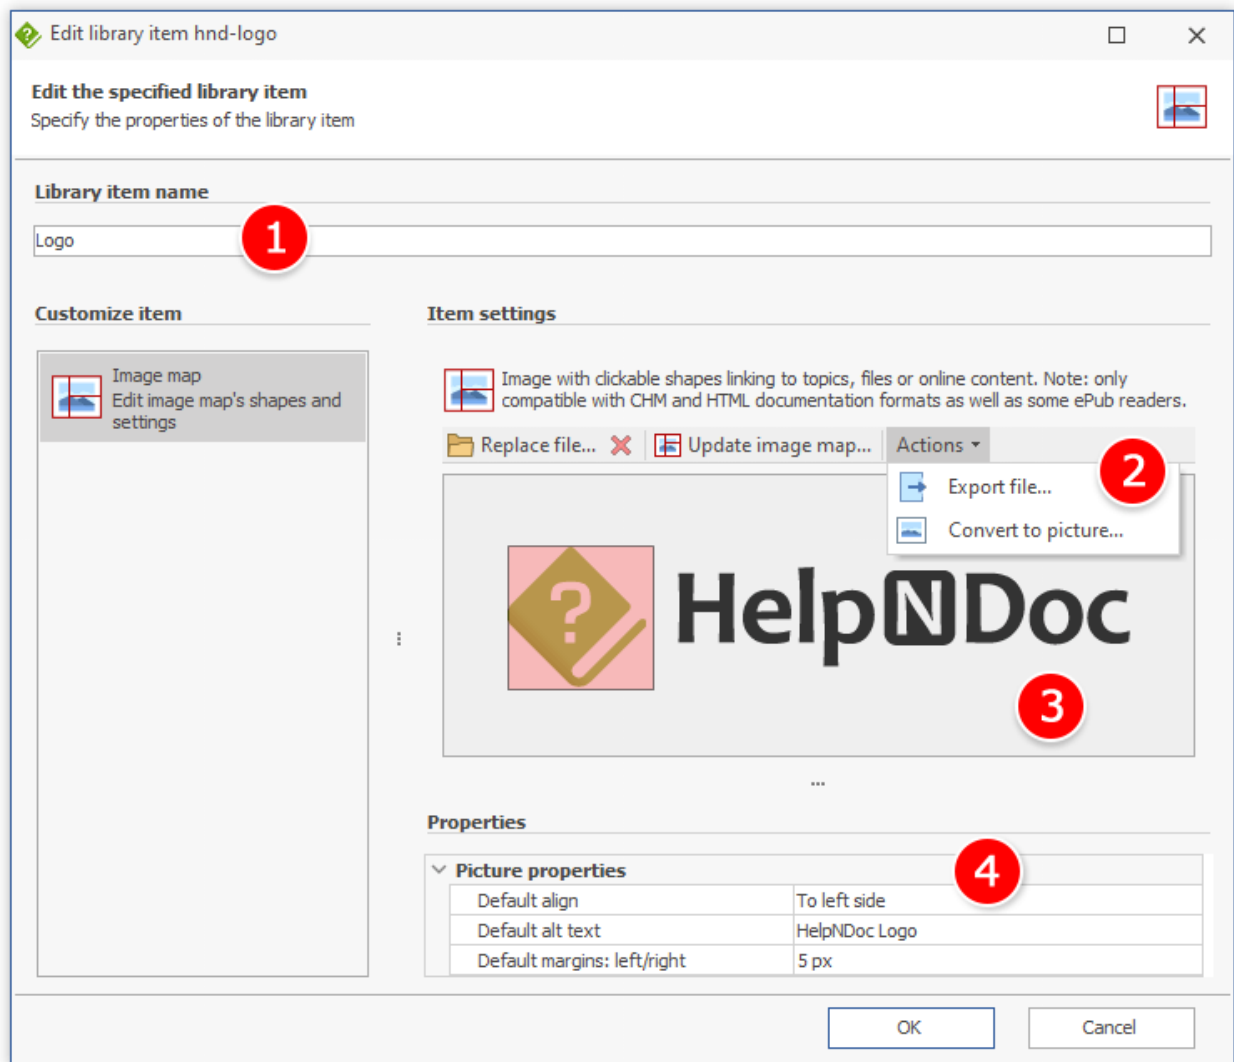 Edit library item hnd-logo
Edit the specified library item
Specify the properties of the library item
Library item name
Logo
1
Customize item
Image map
Edit image map's shapes and
settings
Item settings
Image with clickable shapes linking to topics, files or online content. Note: only
compatible with CHM and HTML documentation formats as well as some ePub readers.
Replace file... Update image map... Actions
Export file...
Convert to picture...
2
? HelpNDoc
3
...
Properties
4
Picture properties
Default align To left side
Default alt text HelpNDoc Logo
Default margins: left/right 5 px
OK Cancel